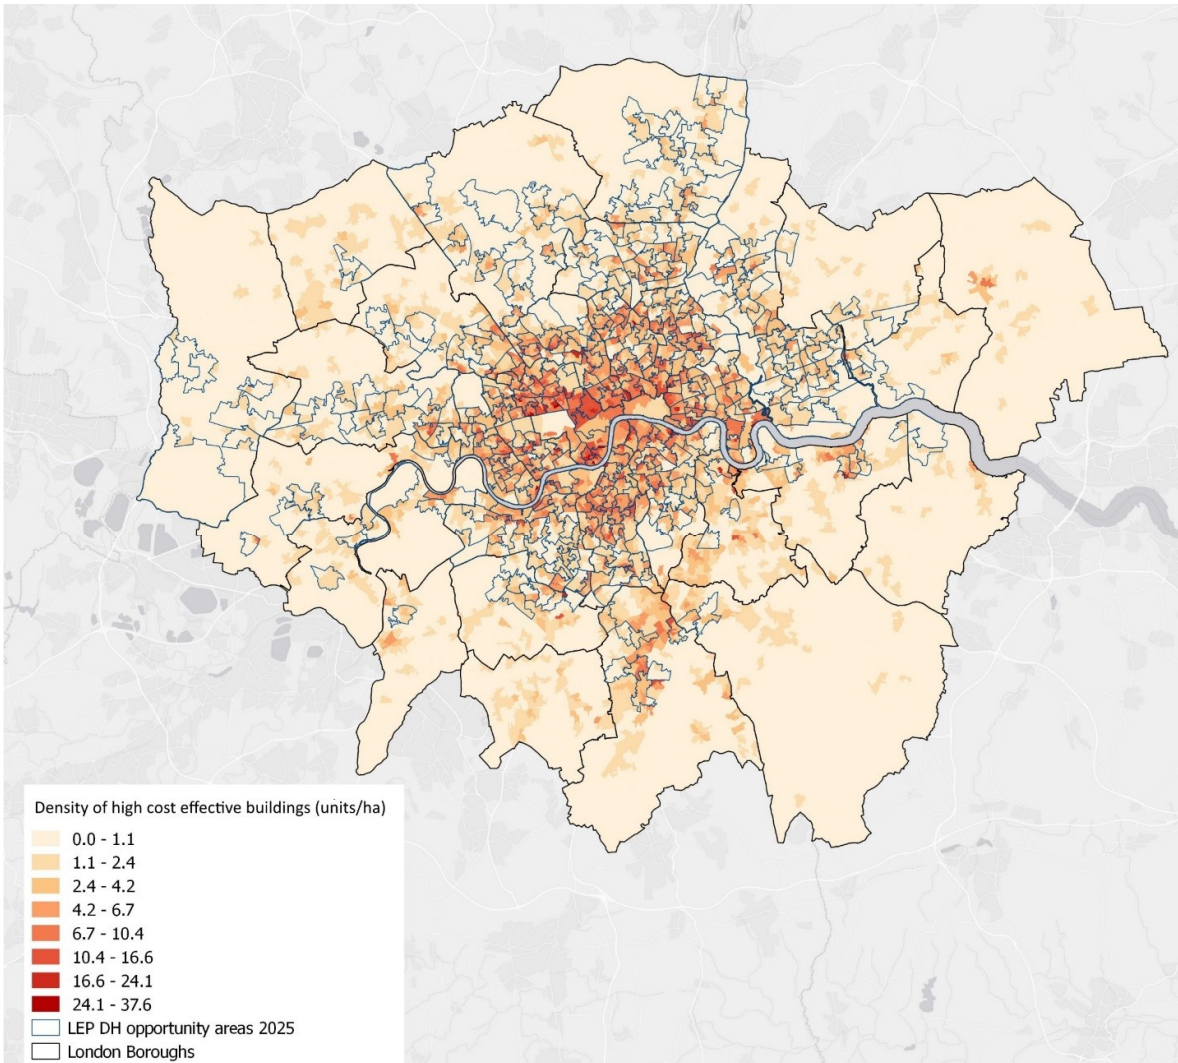 Density of high cost effective buildings (units/ha)
0.0 - 1.1
1.1 - 2.4
2.4 - 4.2
4.2 - 6.7
6.7 - 10.4
10.4 - 16.6
16.6 - 24.1
24.1 - 37.6
LEP DH opportunity areas 2025
London Boroughs